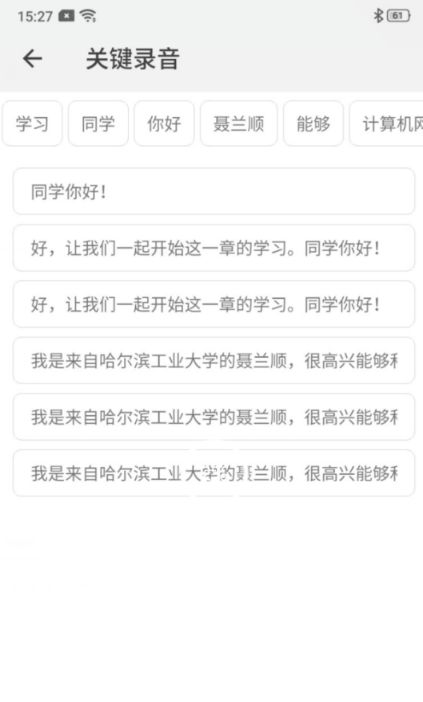 15:27 61
关键录音
学习 同学 你好 聂兰顺 能够 计算机网
同学你好!
好，让我们一起开始这一章的学习。同学你好!
好，让我们一起开始这一章的学习。同学你好!
我是来自哈尔滨工业大学的聂兰顺，很高兴能够和
我是来自哈尔滨工业大学的聂兰顺，很高兴能够和
我是来自哈尔滨工业大学的聂兰顺，很高兴能够和